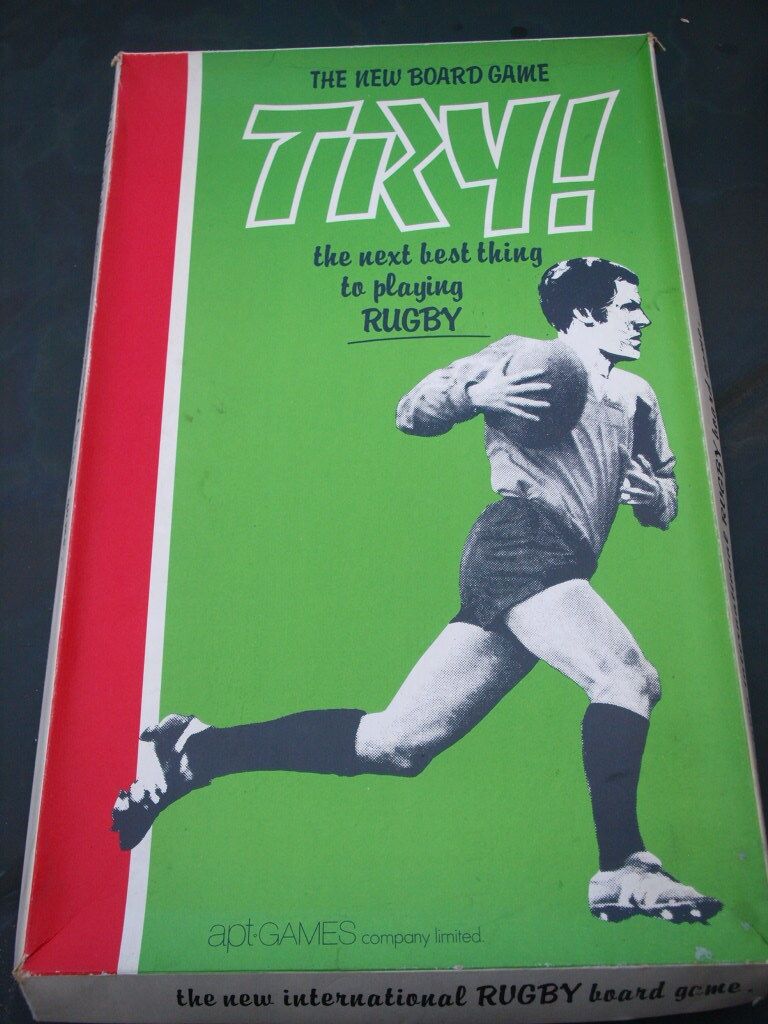 THE NEW BOARD GAME
TRY!
the next best thing
to playing
RUGBY
apt·GAMES company limited.
the new international RUGBY board game.